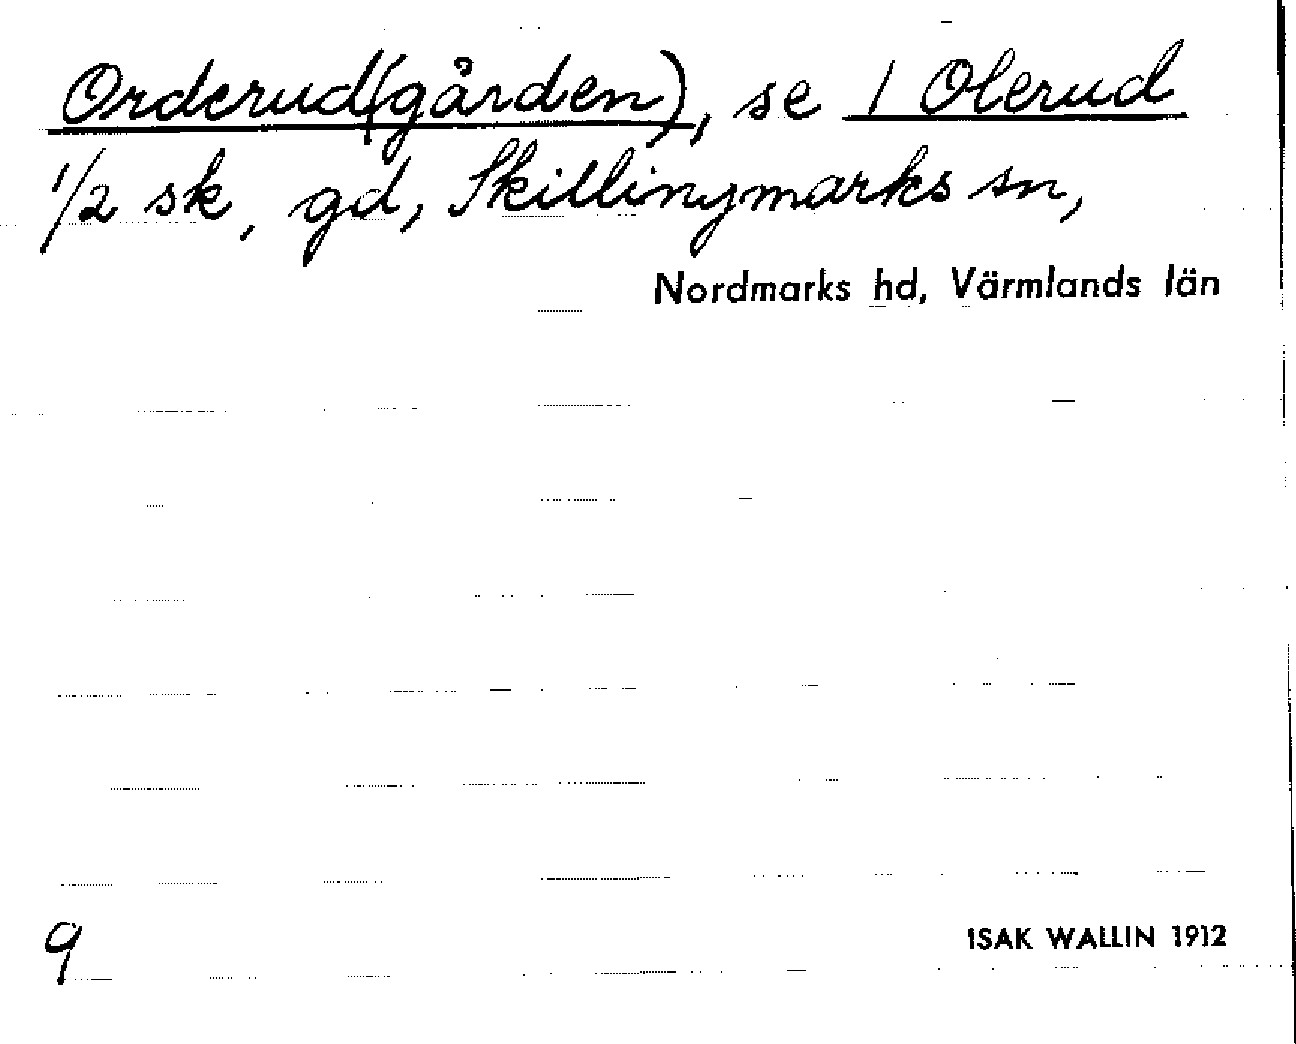 Orderud(gården), se 1 Olerud
1/2 sk, gd, Skillingmarks sn,
Nordmarks hd, Värmlands län
9
ISAK WALLIN 1912